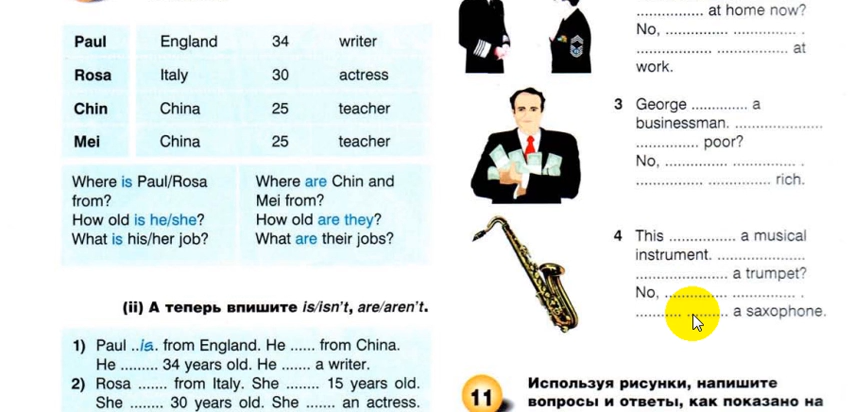 Paul England 34 writer
Rosa Italy 30 actress
Chin China 25 teacher
Mei China 25 teacher
Where is Paul/Rosa
from?
How old is he/she?
What is his/her job?
Where are Chin and
Mei from?
How old are they?
What are their jobs?
(ii) А теперь впишите is/isn't, are/aren't.
1) Paul ..is. from England. He ...... from China.
He ......... 34 years old. He ....... a writer.
2) Rosa ....... from Italy. She ........ 15 years old.
She ........ 30 years old. She ........ an actress.
................ at home now?
No, ............... .............. .
................ ................ at
work.
3 George ............. a
businessman. .....................
............... poor?
No, ............... .............. .
................ ............... rich.
4 This ............... a musical
instrument. ....................
..................... a trumpet?
No, ............... .............. .
........... ........... a saxophone.
11 Используя рисунки, напишите
вопросы и ответы, как показано на